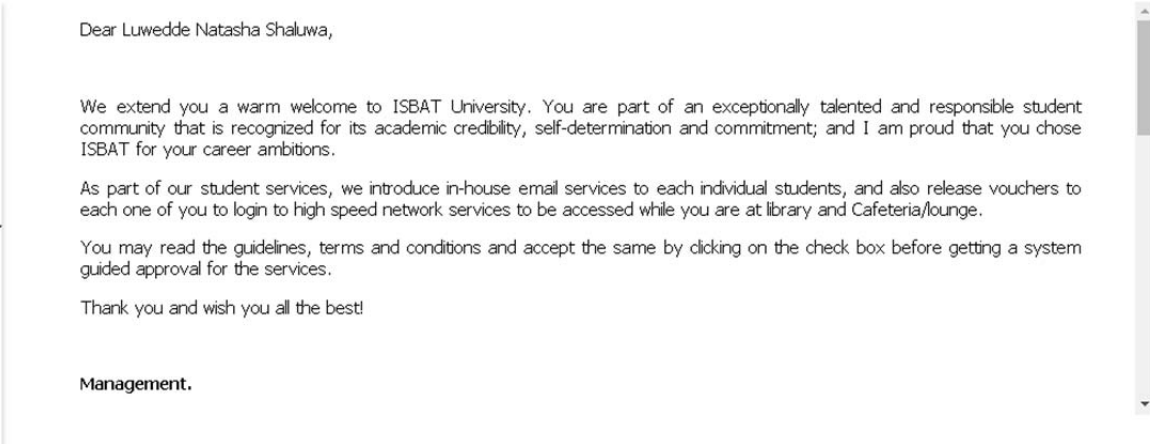 Dear Luwedde Natasha Shaluwa,
We extend you a warm welcome to ISBAT University. You are part of an exceptionally talented and responsible student
community that is recognized for its academic credibility, self-determination and commitment; and I am proud that you chose
ISBAT for your career ambitions.
As part of our student services, we introduce in-house email services to each individual students, and also release vouchers to
each one of you to login to high speed network services to be accessed while you are at library and Cafeteria/lounge.
You may read the guidelines, terms and conditions and accept the same by clicking on the check box before getting a system
guided approval for the services.
Thank you and wish you all the best!
Management.